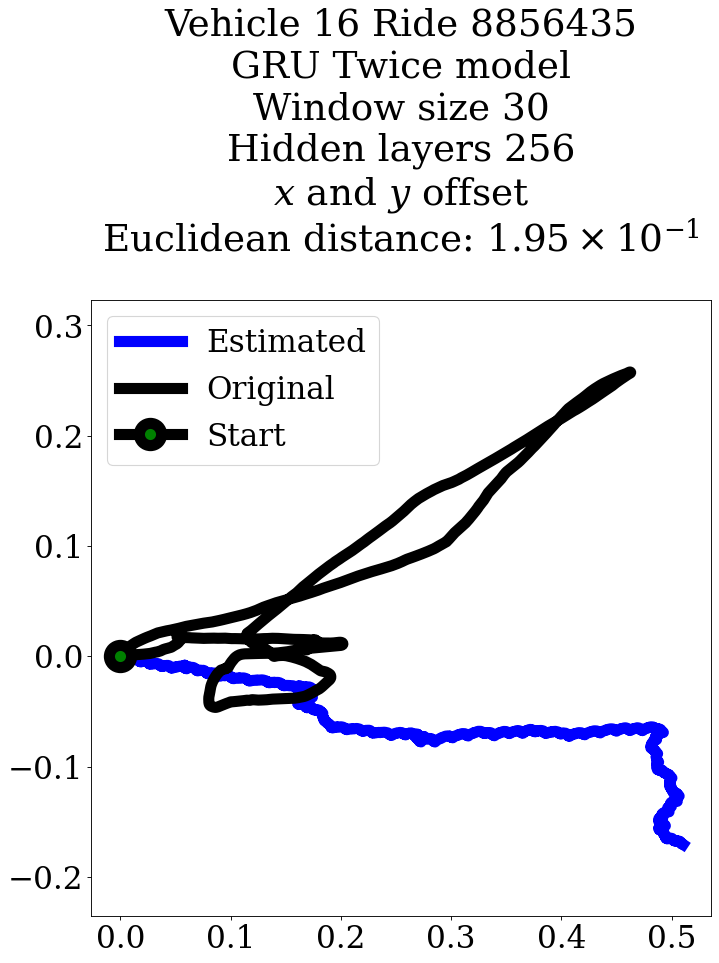 Vehicle 16 Ride 8856435
GRU Twice model
Window size 30
Hidden layers 256
x and y offset
Euclidean distance: 1.95 × 10⁻¹
Estimated
Original
Start
0.3
0.2
0.1
0.0
−0.1
−0.2
0.0 0.1 0.2 0.3 0.4 0.5